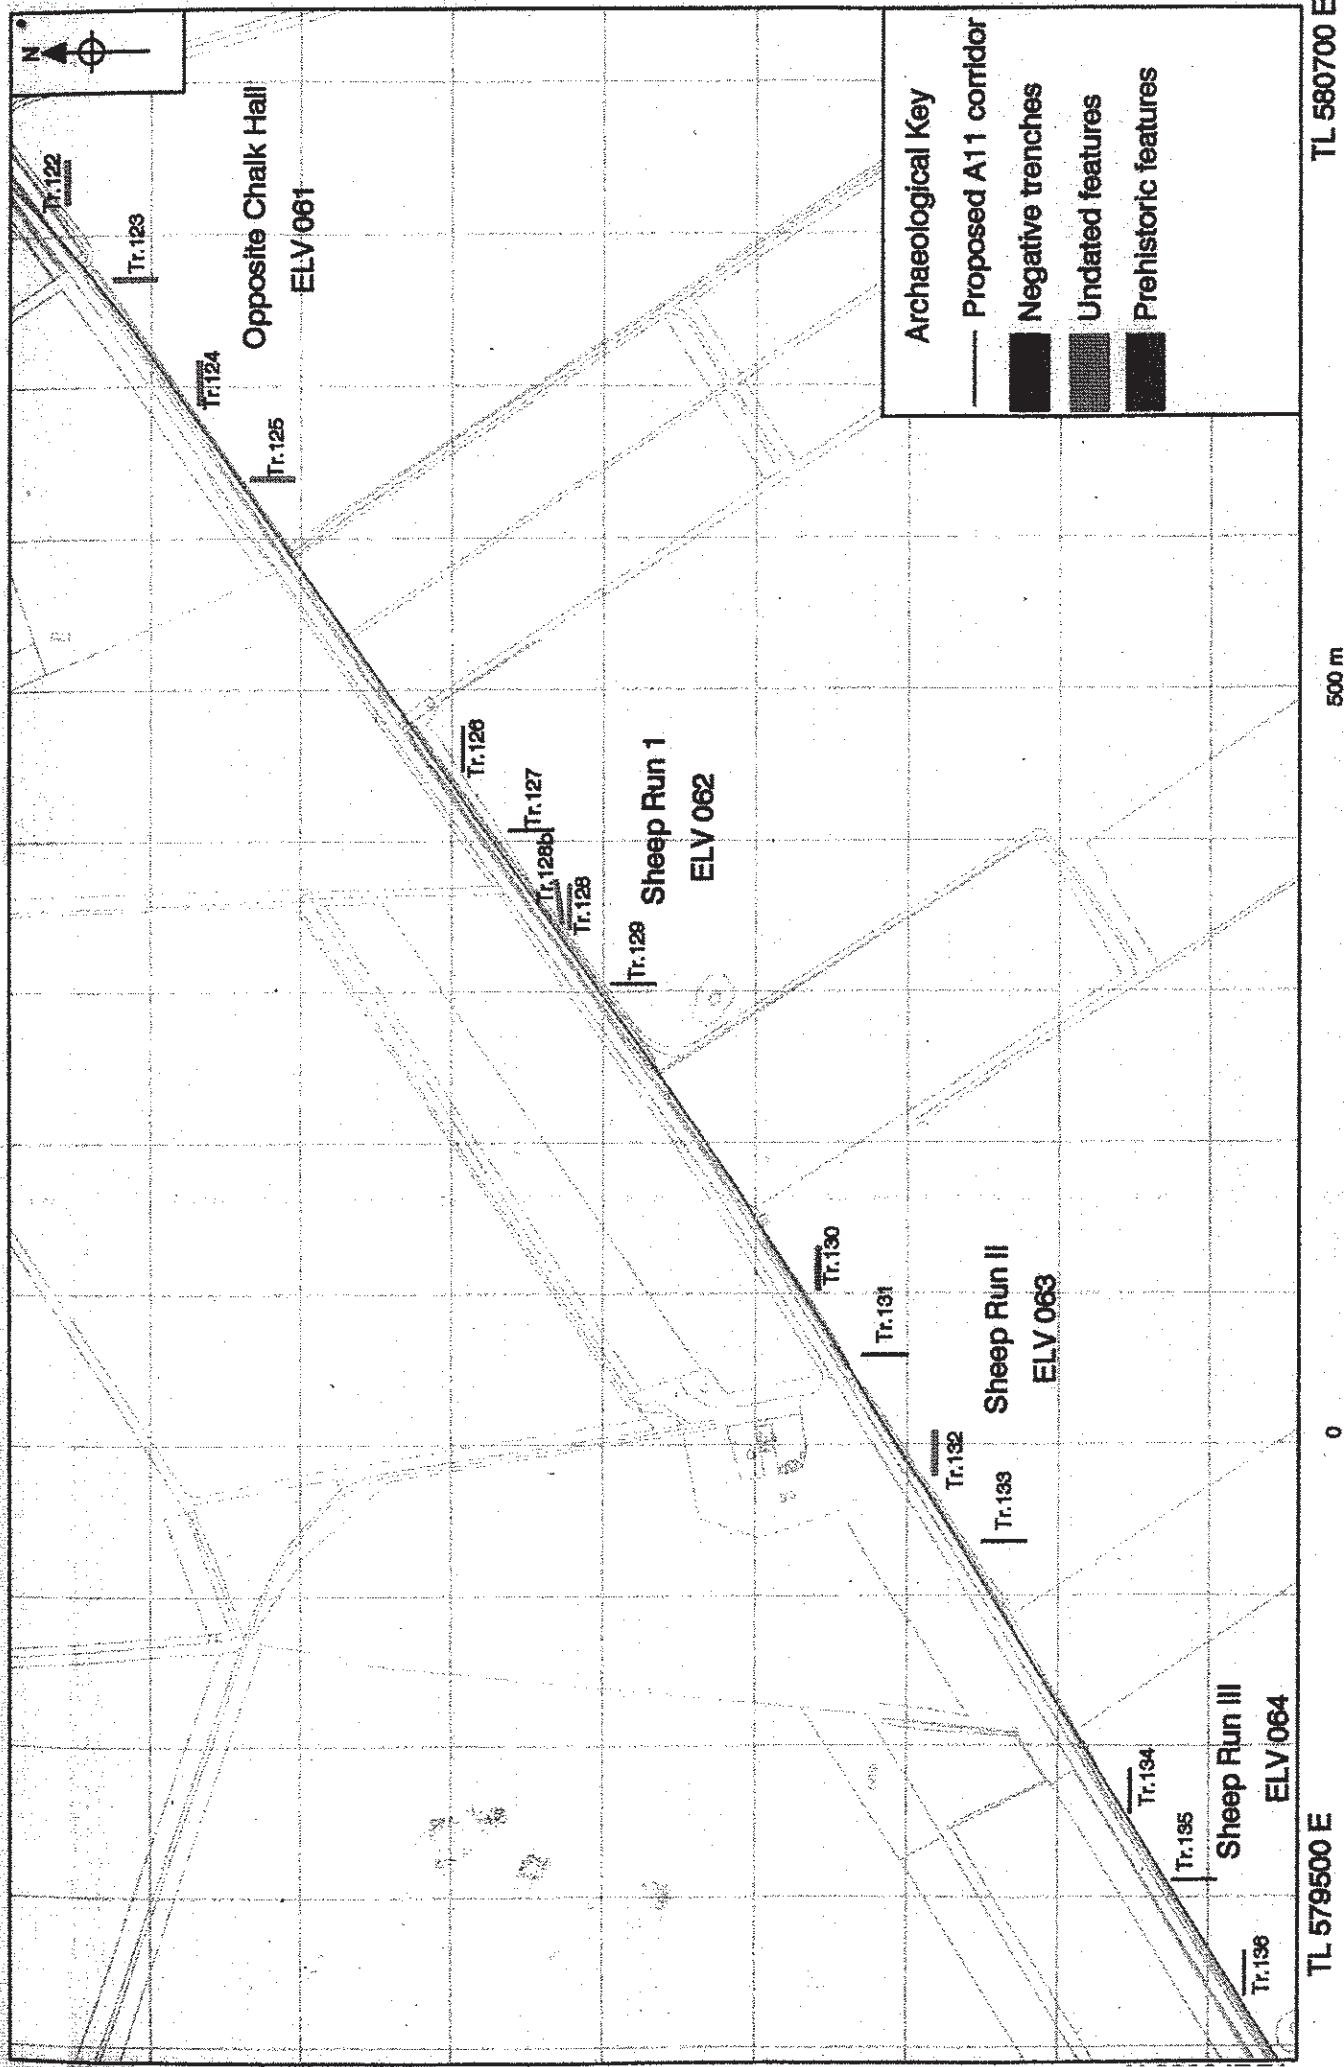 N
Tr.122
Tr.123
Opposite Chalk Hall
ELV 061
Tr.124
Tr.125
Tr.126
Tr.127
Tr.128b
Tr.128
Sheep Run 1
ELV 062
Tr.129
Tr.130
Tr.131
Sheep Run II
ELV 063
Tr.132
Tr.133
Tr.134
Tr.135
Sheep Run III
ELV 064
Tr.136
Archaeological Key
Proposed A11 corridor
Negative trenches
Undated features
Prehistoric features
TL 579500 E
0
500 m
TL 580700 E